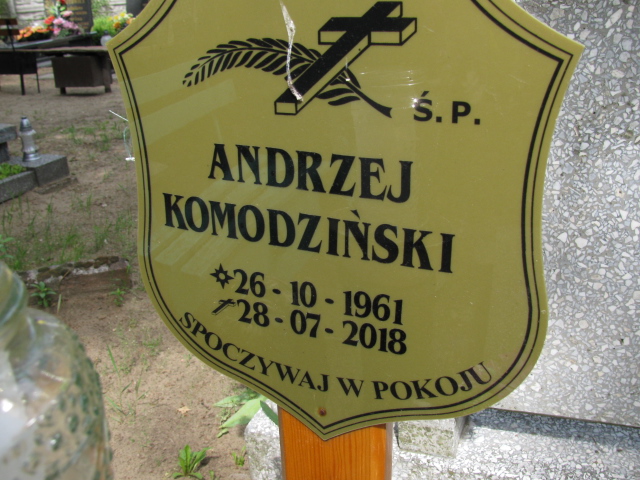 Ś.P.
ANDRZEJ
KOMODZIŃSKI
26-10-1961
28-07-2018
SPOCZYWAJ W POKOJU